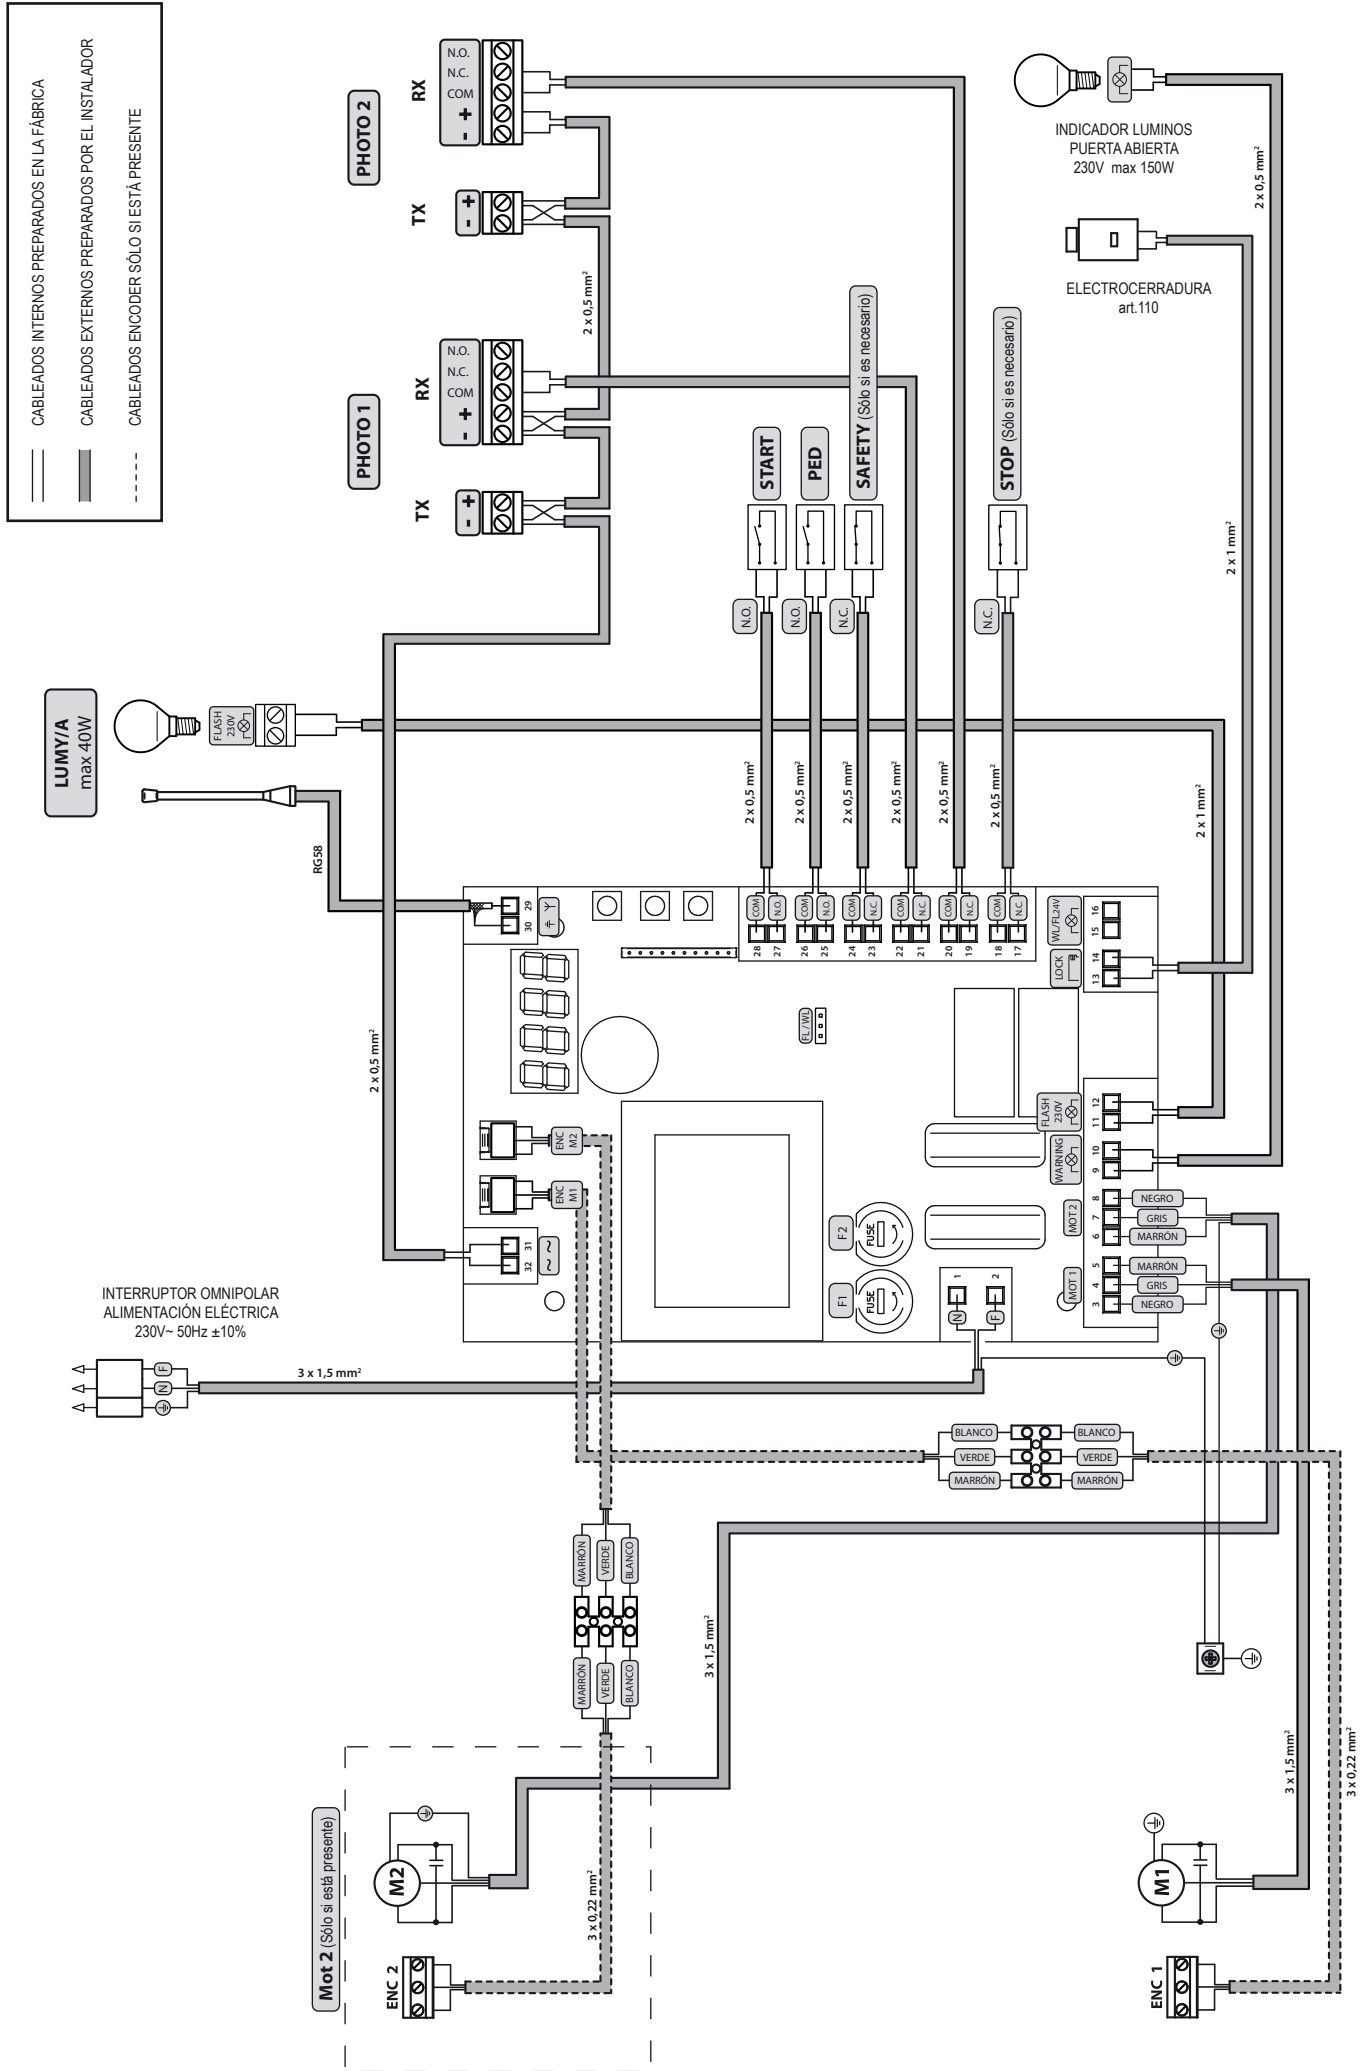 CABLEADOS INTERNOS PREPARADOS EN LA FÁBRICA
CABLEADOS EXTERNOS PREPARADOS POR EL INSTALADOR
CABLEADOS ENCODER SÓLO SI ESTÁ PRESENTE
PHOTO 2
RX
N.O.
N.C.
COM
+
-
TX
- +
2 x 0,5 mm²
PHOTO 1
RX
N.O.
N.C.
COM
+
-
TX
- +
INDICADOR LUMINOS
PUERTA ABIERTA
230V max 150W
2 x 0,5 mm²
ELECTROCERRADURA
art.110
2 x 1 mm²
START
PED
SAFETY (Sólo si es necesario)
STOP (Sólo si es necesario)
N.O.
N.O.
N.C.
N.C.
LUMY/A
max 40W
FLASH
230V
RG58
2 x 0,5 mm²
2 x 0,5 mm²
2 x 0,5 mm²
2 x 0,5 mm²
2 x 0,5 mm²
2 x 0,5 mm²
2 x 1 mm²
2 x 0,5 mm²
29
30
COM
N.O.
COM
N.O.
COM
N.C.
COM
N.C.
COM
N.C.
COM
N.C.
28
27
26
25
24
23
22
21
20
19
18
17
WL/FL24V
16
15
LOCK
14
13
FL / WL
FLASH
230V
12
11
WARNING
10
9
MOT 2
8
7
6
NEGRO
GRIS
MARRÓN
MOT 1
5
4
3
MARRÓN
GRIS
NEGRO
ENC
M2
ENC
M1
31
32
~ ~
F2
FUSE
F1
FUSE
1
2
N
F
INTERRUPTOR OMNIPOLAR
ALIMENTACIÓN ELÉCTRICA
230V~ 50Hz ±10%
F
N
3 x 1,5 mm²
BLANCO
VERDE
MARRÓN
BLANCO
VERDE
MARRÓN
MARRÓN
VERDE
BLANCO
MARRÓN
VERDE
BLANCO
3 x 1,5 mm²
Mot 2 (Sólo si está presente)
M2
ENC 2
3 x 0,22 mm²
M1
ENC 1
3 x 1,5 mm²
3 x 0,22 mm²